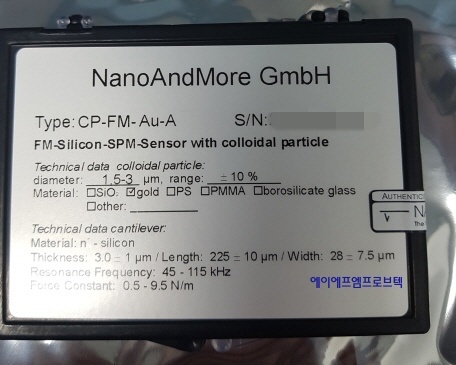 NanoAndMore GmbH
Type: CP-FM-Au-A S/N:
FM-Silicon-SPM-Sensor with colloidal particle
Technical data colloidal particle:
diameter: 1,5-3 µm, range: ± 10 %
Material: □SiO₂ ☑gold □PS □PMMA □borosilicate glass
□other:
AUTHENTIC
Technical data cantilever:
Material: n⁺ - silicon
Thickness: 3.0 ± 1 µm / Length: 225 ± 10 µm / Width: 28 ± 7.5 µm
Resonance Frequency: 45 - 115 kHz
Force Constant: 0.5 - 9.5 N/m
에이에프엠프로브텍